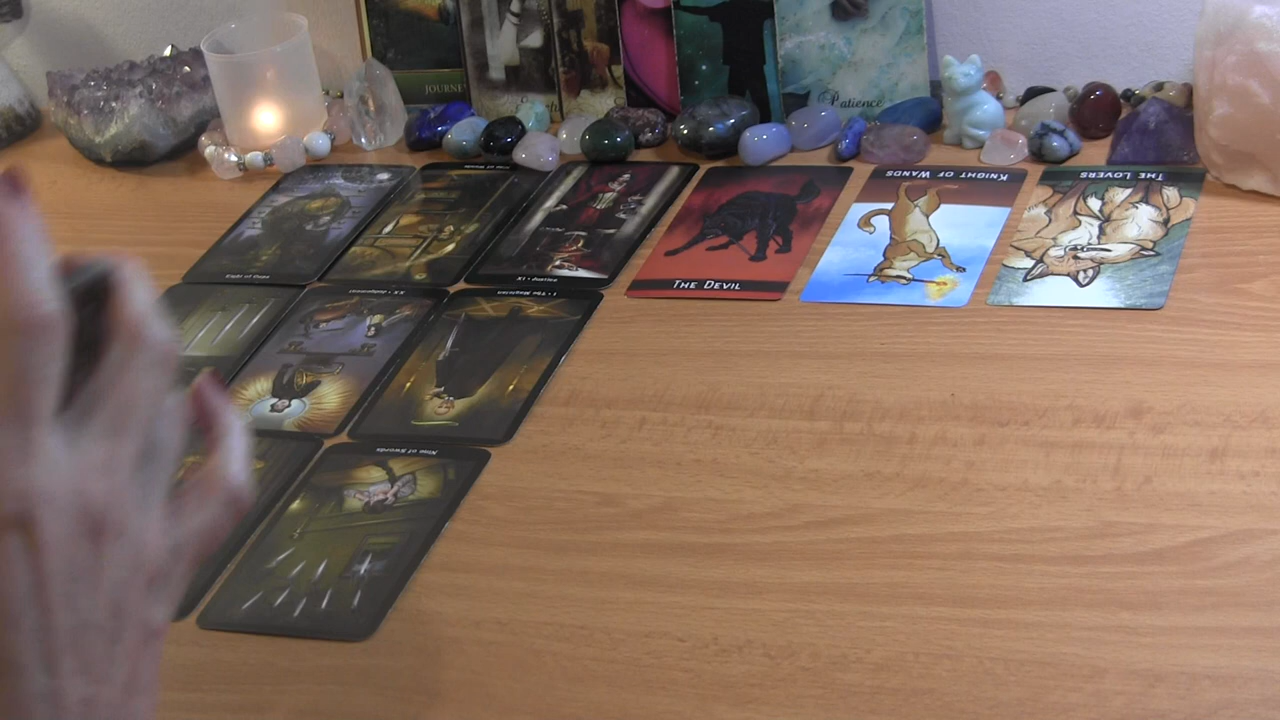 JOURNE
Patience
KNIGHT OF WANDS
THE LOVERS
Eight of Cups
XI • Justice
THE DEVIL
XX • Judgement
I • The Magician
Nine of Swords